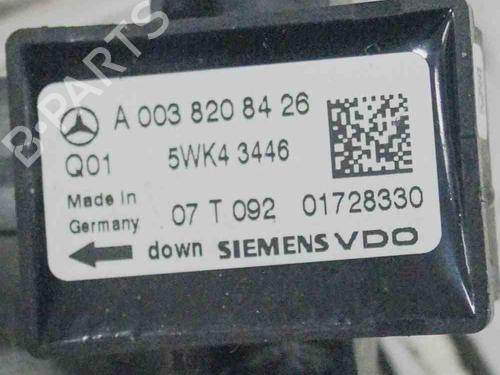 A 003 820 84 26
Q01 5WK4 3446
Made in
Germany
07 T 092 01728330
down SIEMENS VDO
B-PARTS